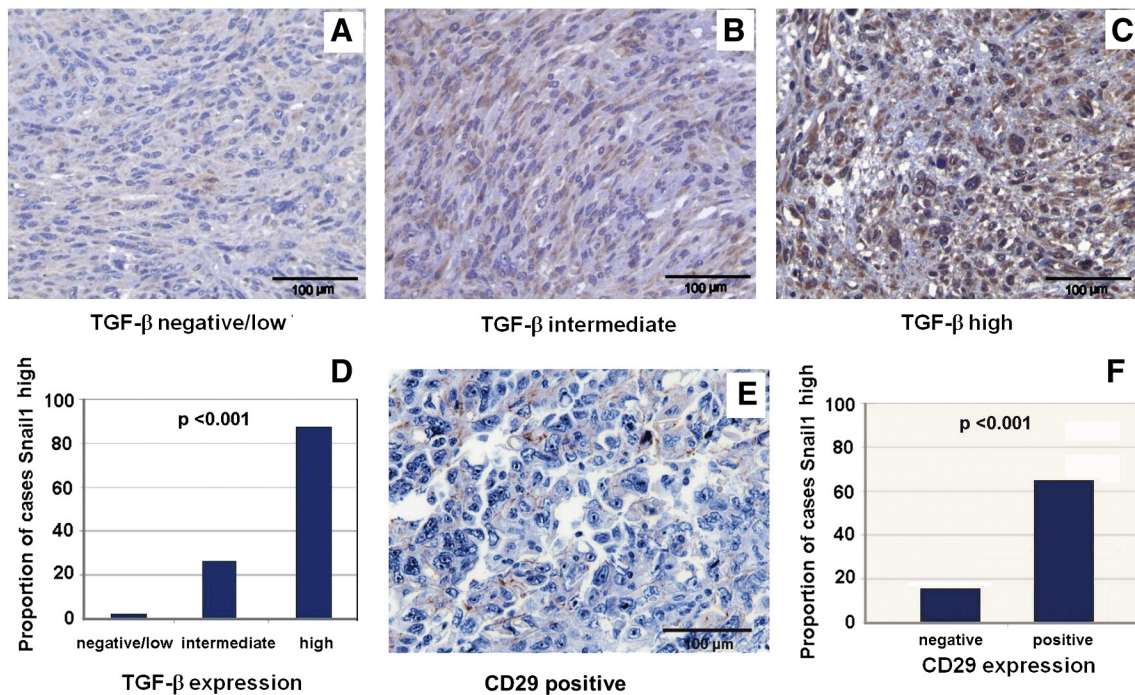 A
B
C
100 µm
100 µm
100 µm
TGF-β negative/low
TGF-β intermediate
TGF-β high
D
Proportion of cases Snail1 high
100
80
60
40
20
0
p <0.001
negative/low intermediate high
TGF-β expression
E
100 µm
CD29 positive
F
Proportion of cases Snail1 high
100
80
60
40
20
0
p <0.001
negative positive
CD29 expression